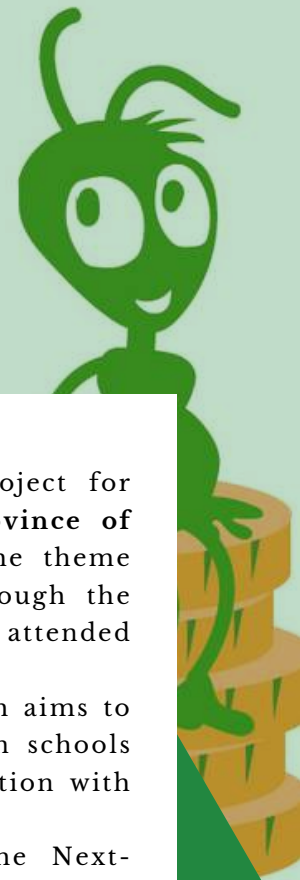 oject for
vince of
ne theme
ough the
attended
n aims to
n schools
tion with
ne Next-